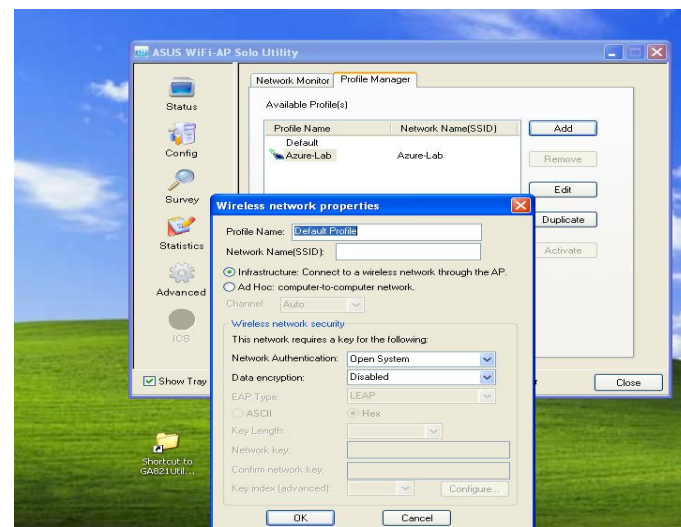 ASUS WiFi-AP Solo Utility
Status
Config
Survey
Statistics
Advanced
ICS
Network Monitor Profile Manager
Available Profile(s)
Profile Name Network Name(SSID)
Default
Azure-Lab Azure-Lab
Add
Remove
Edit
Duplicate
Activate
Show Tray
Close
Wireless network properties
Profile Name: Default Profile
Network Name(SSID):
Infrastructure: Connect to a wireless network through the AP.
Ad Hoc: computer-to-computer network.
Channel: Auto
Wireless network security
This network requires a key for the following:
Network Authentication: Open System
Data encryption: Disabled
EAP Type: LEAP
ASCII Hex
Key Length:
Network key:
Confirm network key:
Key index (advanced): Configure...
OK Cancel
Shortcut to
GA821Util...